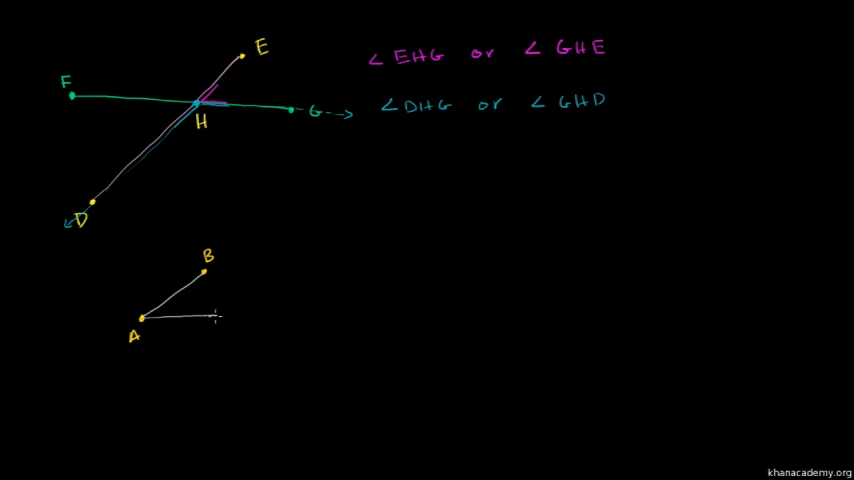 E
∠ EHG or ∠ GHE
F
G
∠ DHG or ∠ GHD
H
D
B
A
khanacademy.org